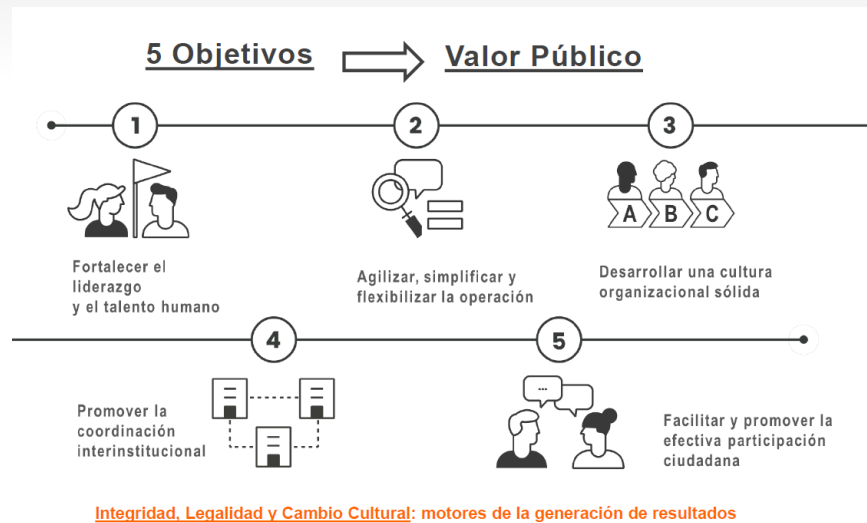 5 Objetivos Valor Público
1
2
3
A B C
Fortalecer el
liderazgo
y el talento humano
Agilizar, simplificar y
flexibilizar la operación
Desarrollar una cultura
organizacional sólida
4
5
Promover la
coordinación
interinstitucional
...
Facilitar y promover la
efectiva participación
ciudadana
Integridad, Legalidad y Cambio Cultural: motores de la generación de resultados